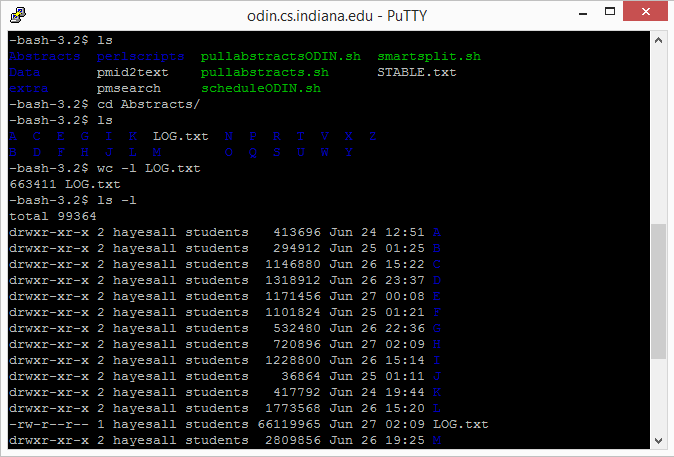 odin.cs.indiana.edu - PuTTY
-bash-3.2$ ls
Abstracts  perlscripts  pullabstractsODIN.sh  smartsplit.sh
Data       pmid2text    pullabstracts.sh      STABLE.txt
extra      pmsearch     scheduleODIN.sh
-bash-3.2$ cd Abstracts/
-bash-3.2$ ls
A  C  E  G  I  K  LOG.txt  N  P  R  T  V  X  Z
B  D  F  H  J  L  M        O  Q  S  U  W  Y
-bash-3.2$ wc -l LOG.txt
663411 LOG.txt
-bash-3.2$ ls -l
total 99364
drwxr-xr-x 2 hayesall students   413696 Jun 24 12:51 A
drwxr-xr-x 2 hayesall students   294912 Jun 25 01:25 B
drwxr-xr-x 2 hayesall students  1146880 Jun 26 15:22 C
drwxr-xr-x 2 hayesall students  1318912 Jun 26 23:37 D
drwxr-xr-x 2 hayesall students  1171456 Jun 27 00:08 E
drwxr-xr-x 2 hayesall students  1101824 Jun 25 01:21 F
drwxr-xr-x 2 hayesall students   532480 Jun 26 22:36 G
drwxr-xr-x 2 hayesall students   720896 Jun 27 02:09 H
drwxr-xr-x 2 hayesall students  1228800 Jun 26 15:14 I
drwxr-xr-x 2 hayesall students    36864 Jun 25 01:11 J
drwxr-xr-x 2 hayesall students   417792 Jun 24 19:44 K
drwxr-xr-x 2 hayesall students  1773568 Jun 26 15:20 L
-rw-r--r-- 1 hayesall students 66119965 Jun 27 02:09 LOG.txt
drwxr-xr-x 2 hayesall students  2809856 Jun 26 19:25 M